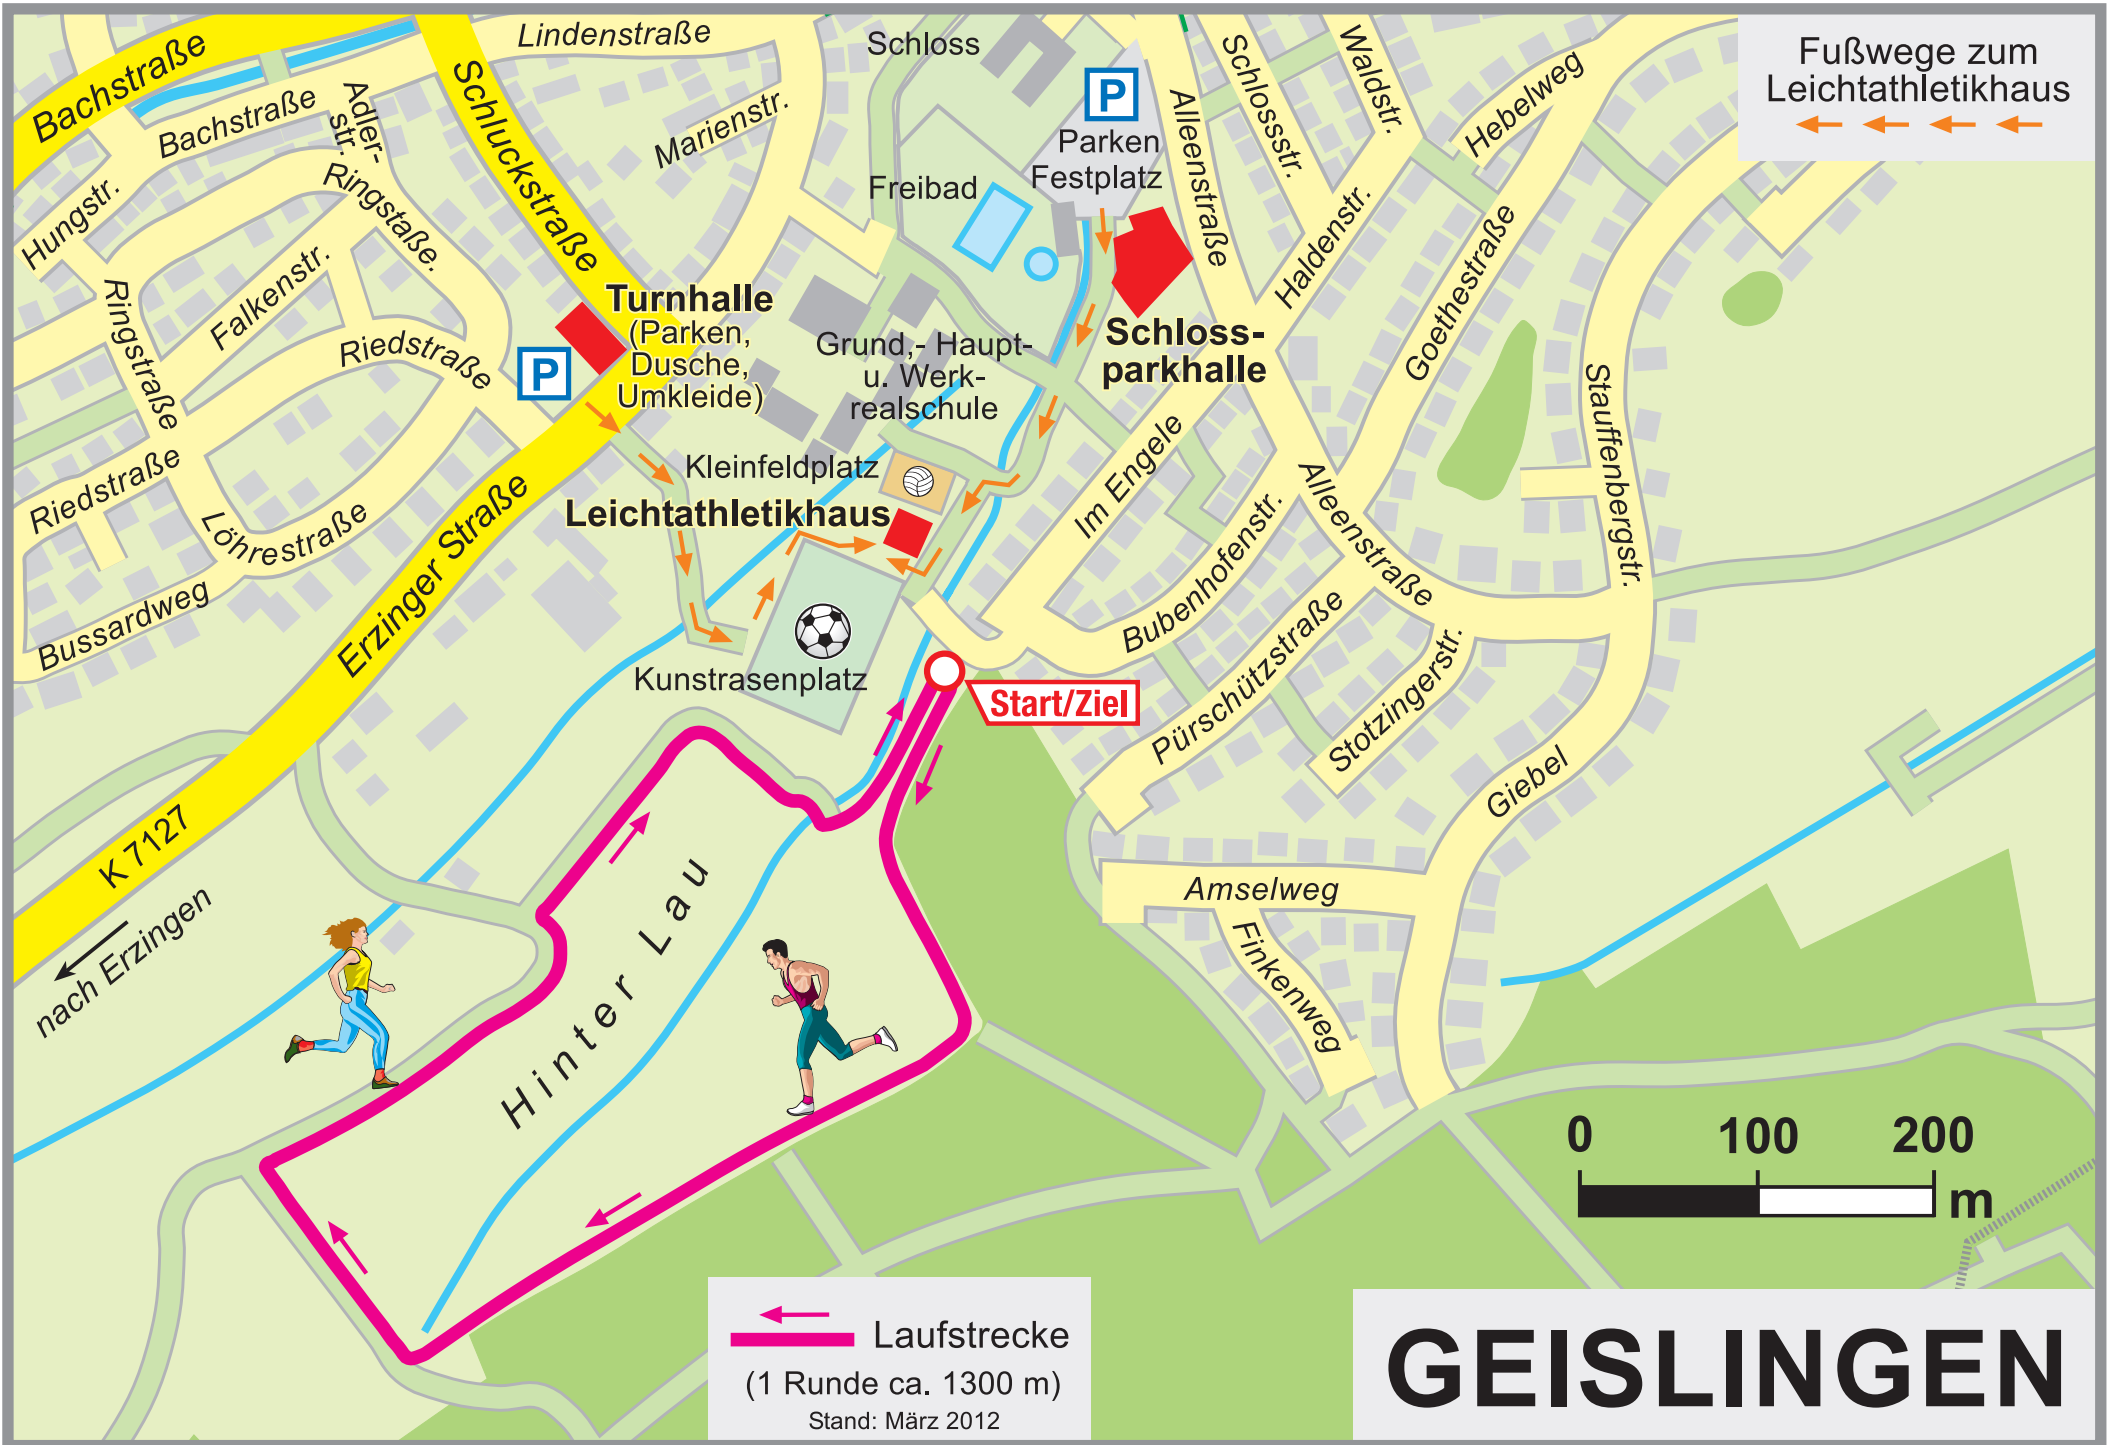 Fußwege zum
Leichtathletikhaus
Bachstraße
Bachstraße
Lindenstraße
Schluckstraße
Adler-
str.
Marienstr.
Schloss
P
Parken
Festplatz
Freibad
Alleenstraße
Schlossstr.
Waldstr.
Hebelweg
Hungstr.
Ringstaße.
Falkenstr.
Ringstraße
Riedstraße
Riedstraße
Löhrestraße
Bussardweg
Haldenstr.
Goethestraße
Stauffenbergstr.
Turnhalle
(Parken,
Dusche,
Umkleide)
P
Grund,- Haupt-
u. Werk-
realschule
Schloss-
parkhalle
Kleinfeldplatz
Leichtathletikhaus
Kunstrasenplatz
Erzinger Straße
Im Engele
Bubenhofenstr.
Alleenstraße
Pürschützstraße
Stotzingerstr.
Giebel
Start/Ziel
K 7127
nach Erzingen
Hinter Lau
Amselweg
Finkenweg
0 100 200
m
Laufstrecke
(1 Runde ca. 1300 m)
Stand: März 2012
GEISLINGEN